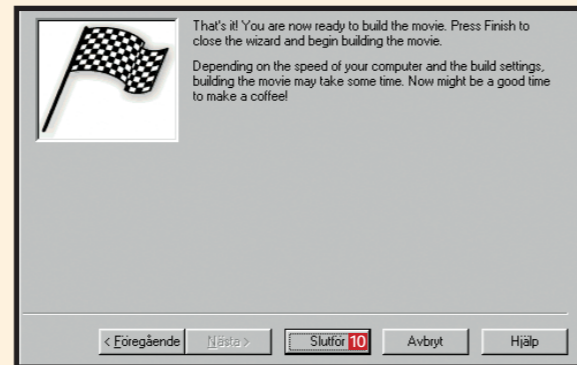 That's it! You are now ready to build the movie. Press Finish to
close the wizard and begin building the movie.
Depending on the speed of your computer and the build settings,
building the movie may take some time. Now might be a good time
to make a coffee!
< Föregående Nästa > Slutför 10 Avbryt Hjälp